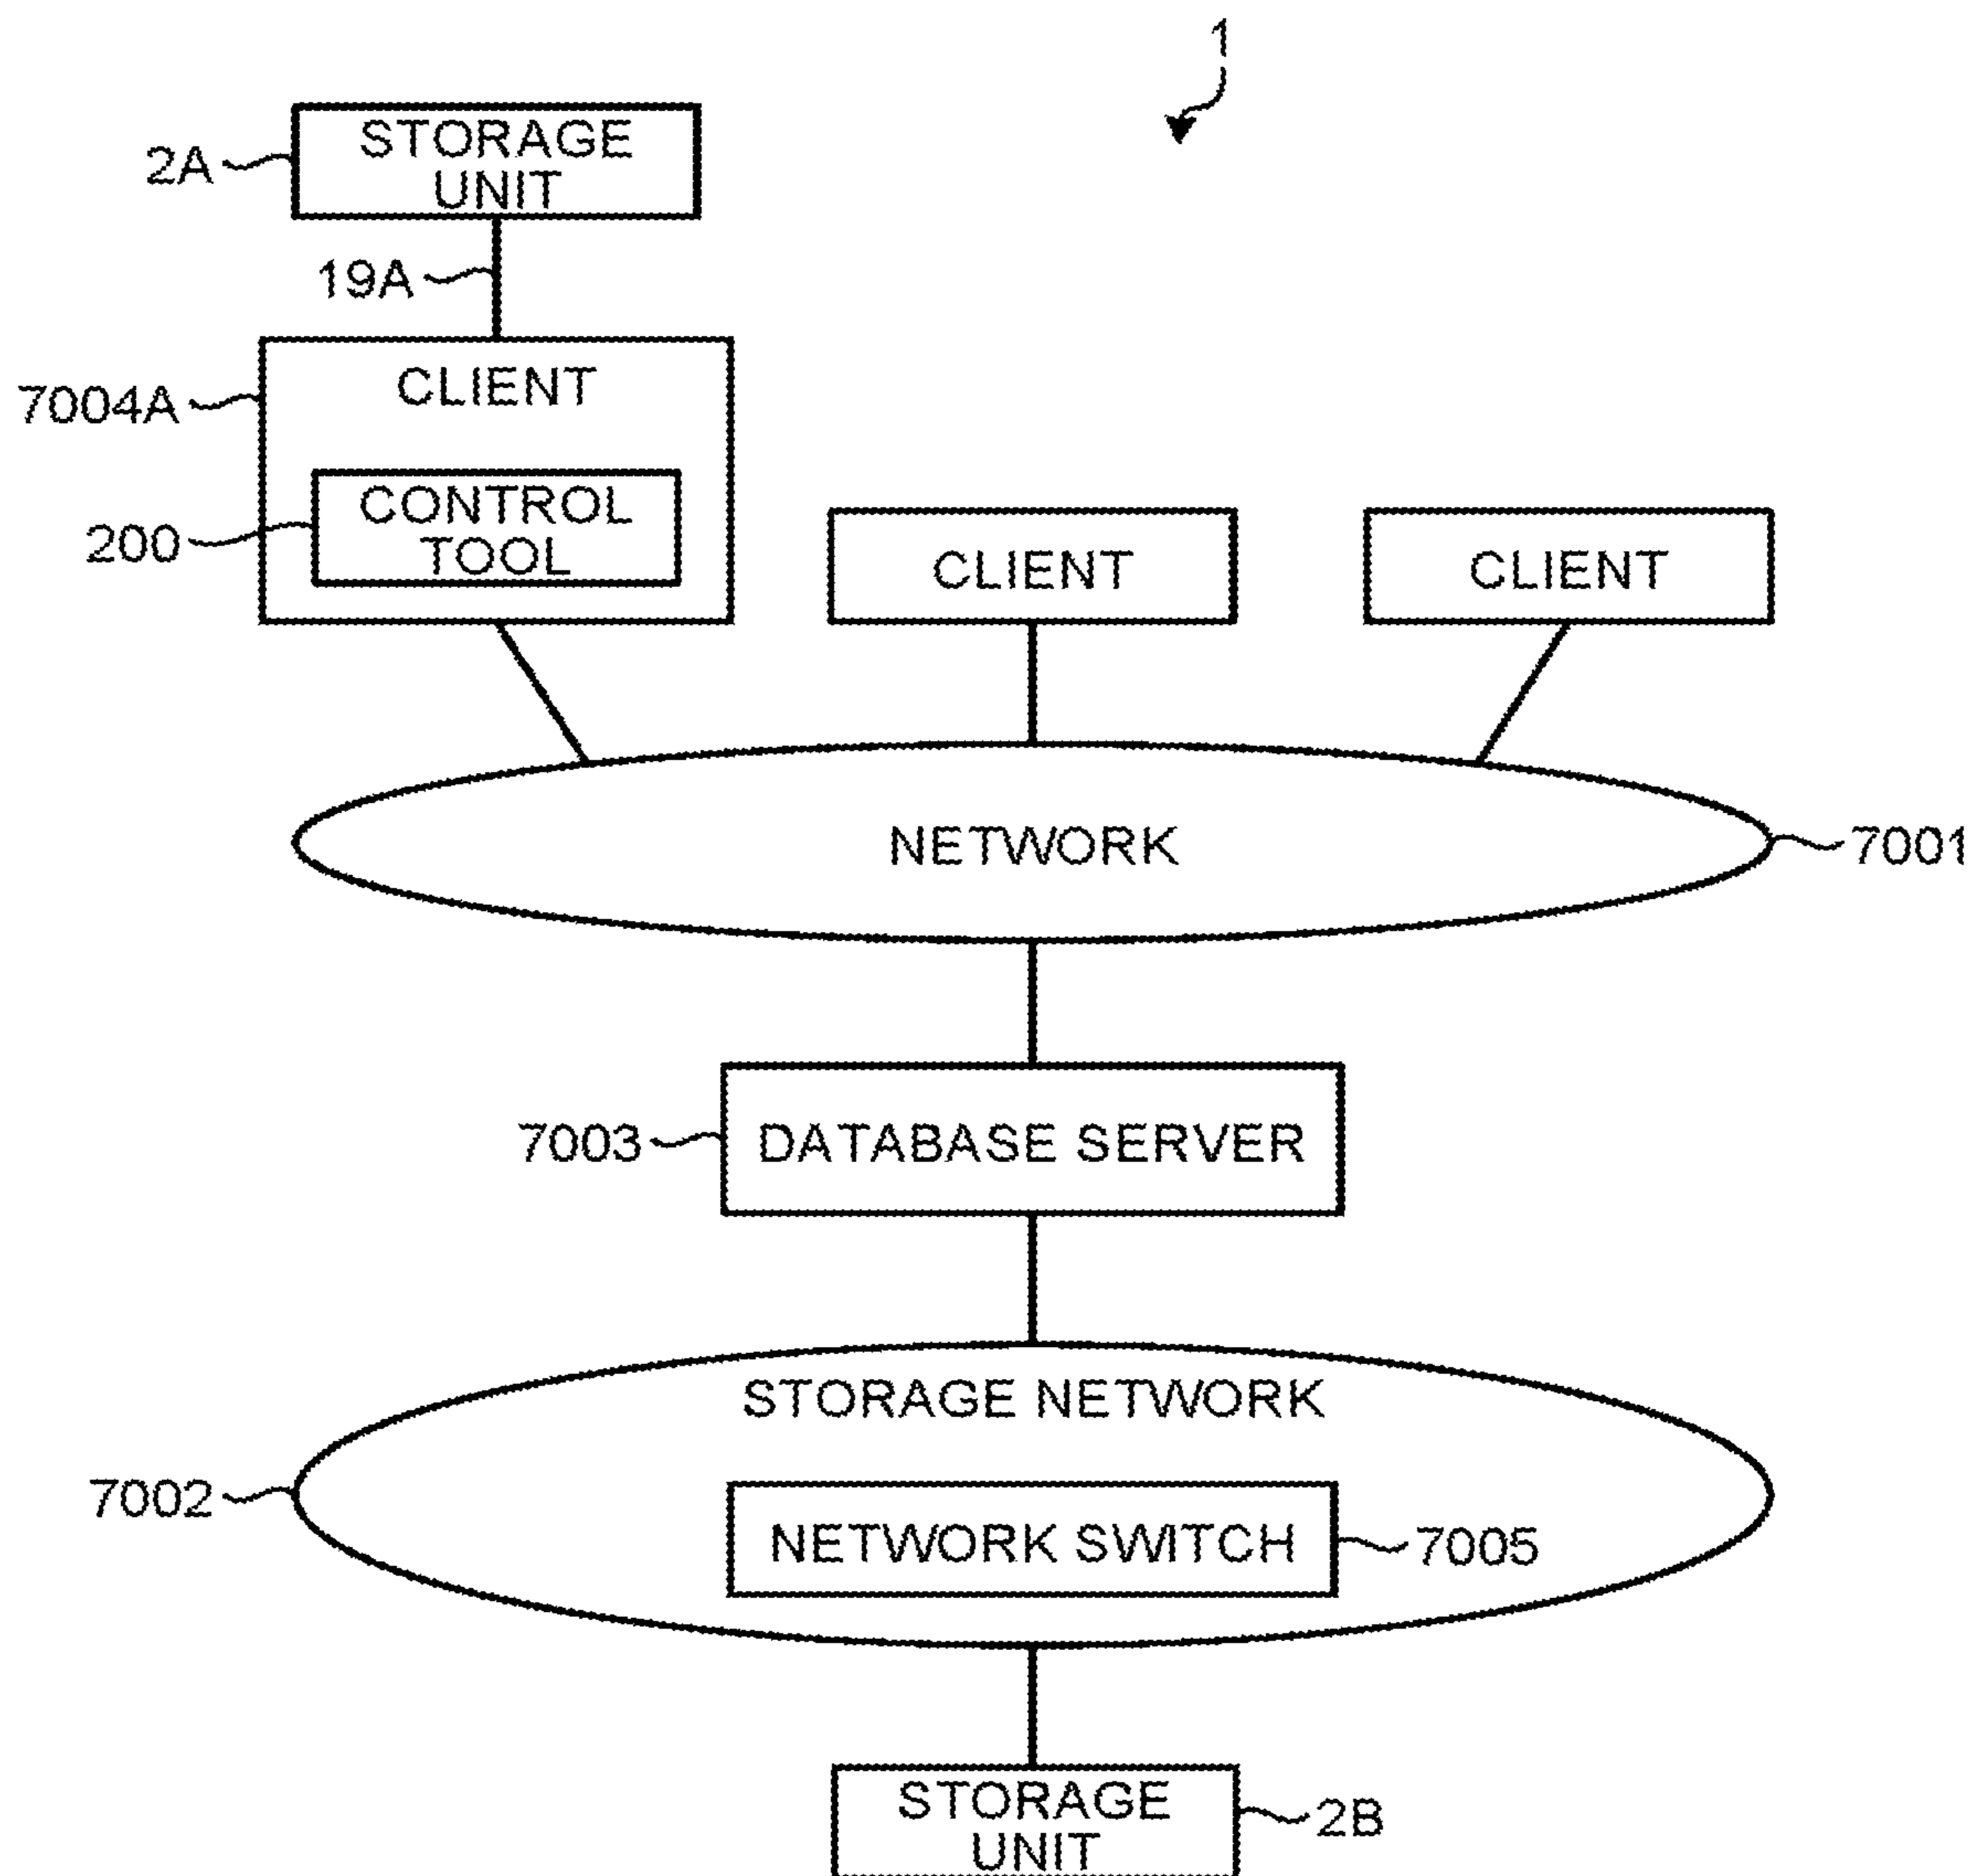 1
STORAGE
UNIT
2A
19A
CLIENT
7004A
CONTROL
TOOL
200
CLIENT
CLIENT
NETWORK
7001
7003
DATABASE SERVER
STORAGE NETWORK
7002
NETWORK SWITCH
7005
STORAGE
UNIT
2B